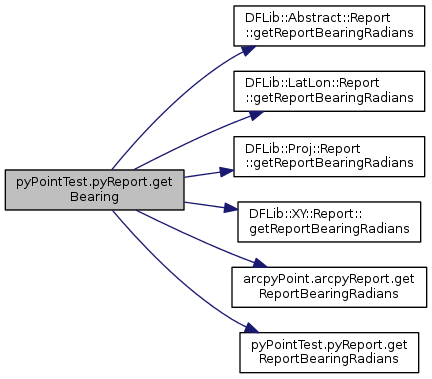 DFLib::Abstract::Report
::getReportBearingRadians
DFLib::LatLon::Report
::getReportBearingRadians
DFLib::Proj::Report
::getReportBearingRadians
pyPointTest.pyReport.get
Bearing
DFLib::XY::Report::
getReportBearingRadians
arcpyPoint.arcpyReport.get
ReportBearingRadians
pyPointTest.pyReport.get
ReportBearingRadians